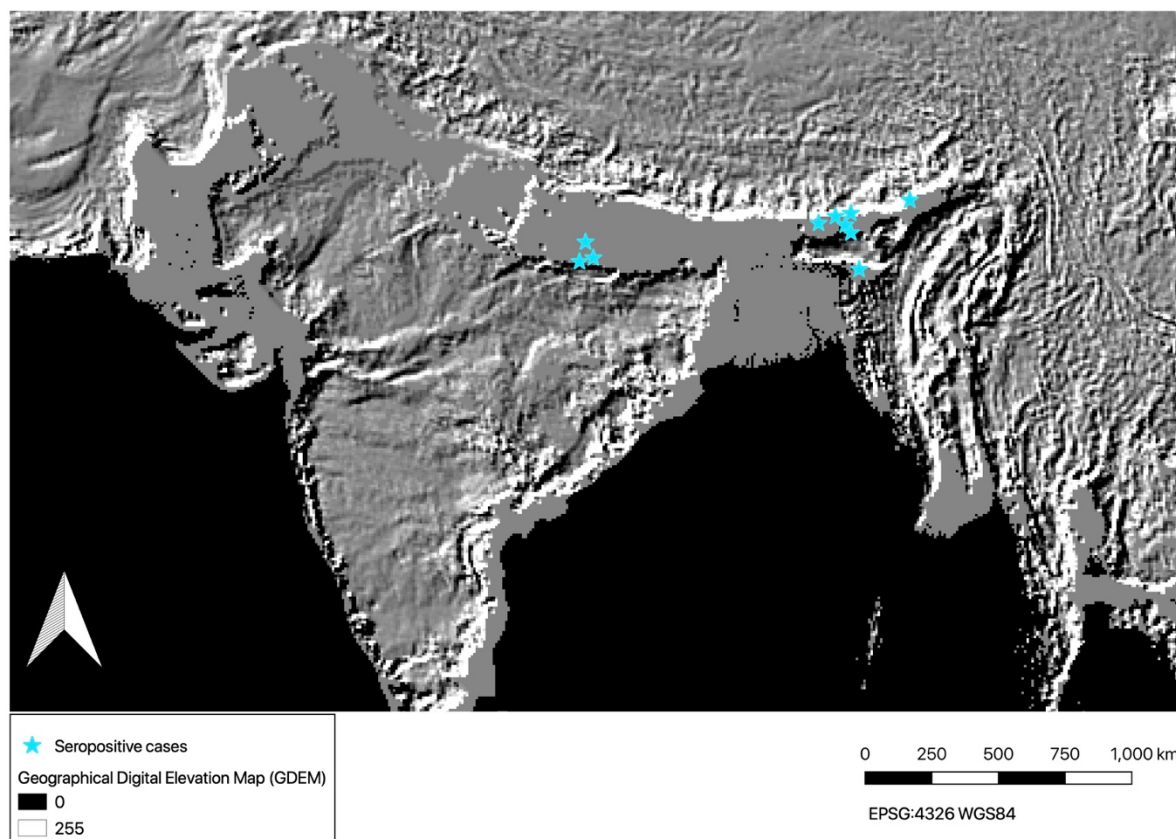 Seropositive cases
Geographical Digital Elevation Map (GDEM)
0
255
0 250 500 750 1,000 km
EPSG:4326 WGS84